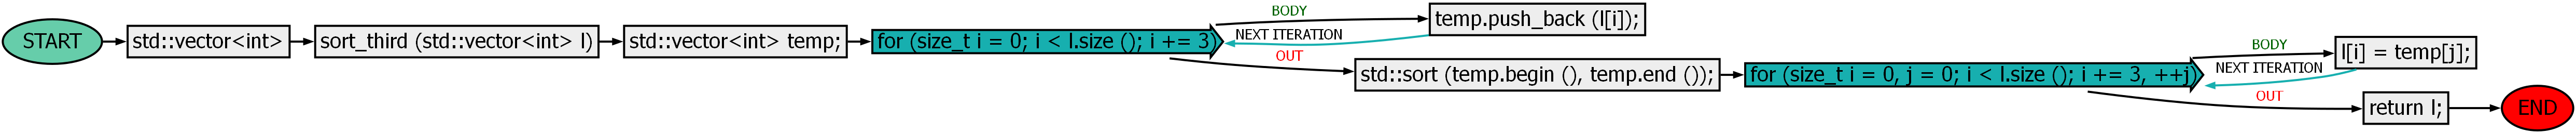 START
std::vector<int>
sort_third (std::vector<int> l)
std::vector<int> temp;
for (size_t i = 0; i < l.size (); i += 3)
BODY
temp.push_back (l[i]);
NEXT ITERATION
OUT
std::sort (temp.begin (), temp.end ());
for (size_t i = 0, j = 0; i < l.size (); i += 3, ++j)
BODY
l[i] = temp[j];
NEXT ITERATION
OUT
return l;
END